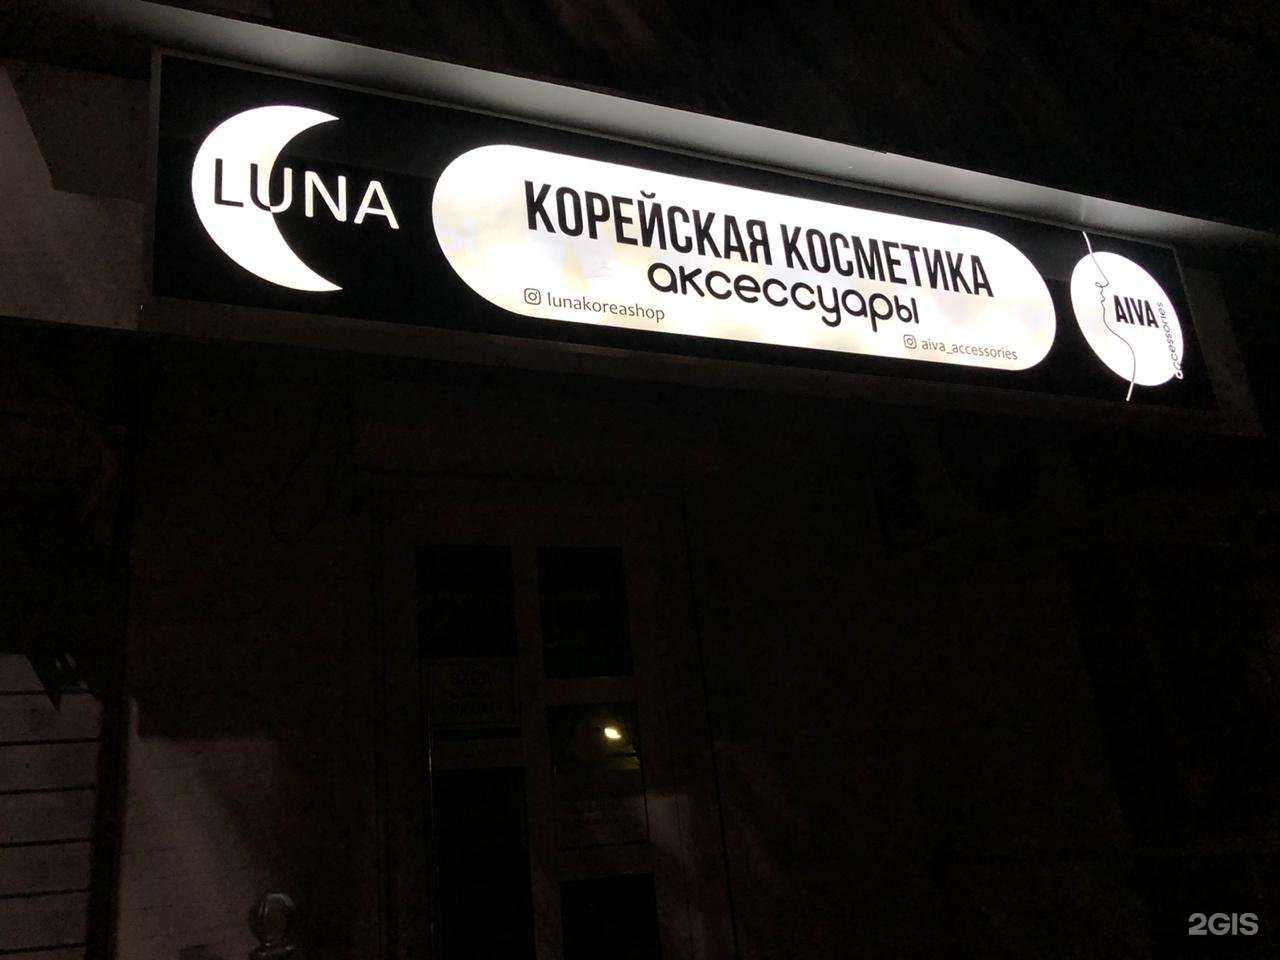 LUNA
КОРЕЙСКАЯ КОСМЕТИКА
аксессуары
lunakoreashop
aiva_accessories
AIVA
accessories
2GIS